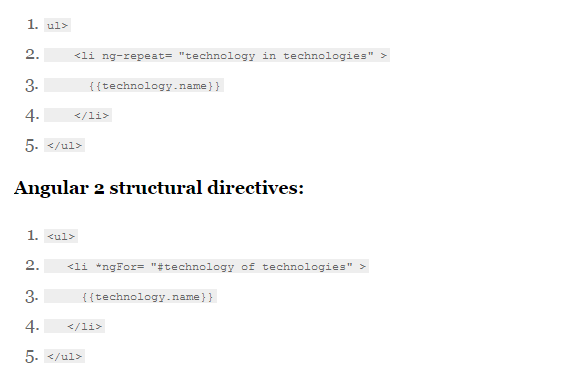 1. ul>
2. <li ng-repeat= "technology in technologies" >
3. {{technology.name}}
4. </li>
5. </ul>
Angular 2 structural directives:
1. <ul>
2. <li *ngFor= "#technology of technologies" >
3. {{technology.name}}
4. </li>
5. </ul>